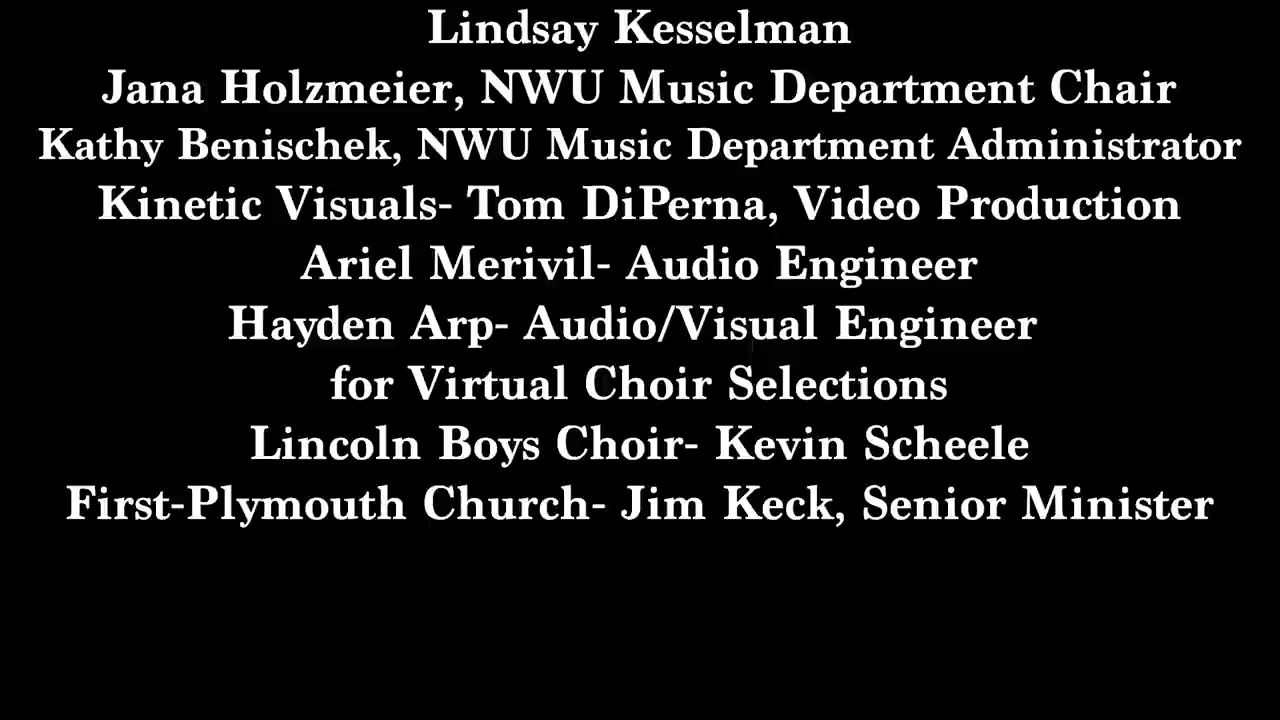 Lindsay Kesselman
Jana Holzmeier, NWU Music Department Chair
Kathy Benischek, NWU Music Department Administrator
Kinetic Visuals- Tom DiPerna, Video Production
Ariel Merivil- Audio Engineer
Hayden Arp- Audio/Visual Engineer
for Virtual Choir Selections
Lincoln Boys Choir- Kevin Scheele
First-Plymouth Church- Jim Keck, Senior Minister